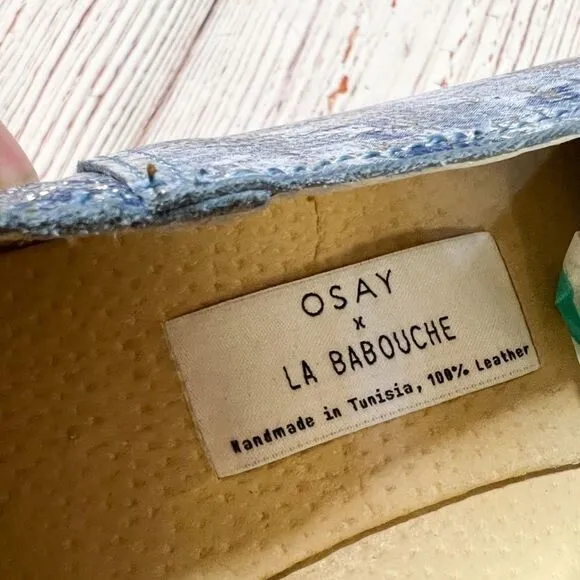 OSAY
x
LA BABOUCHE
Handmade in Tunisia, 100% Leather